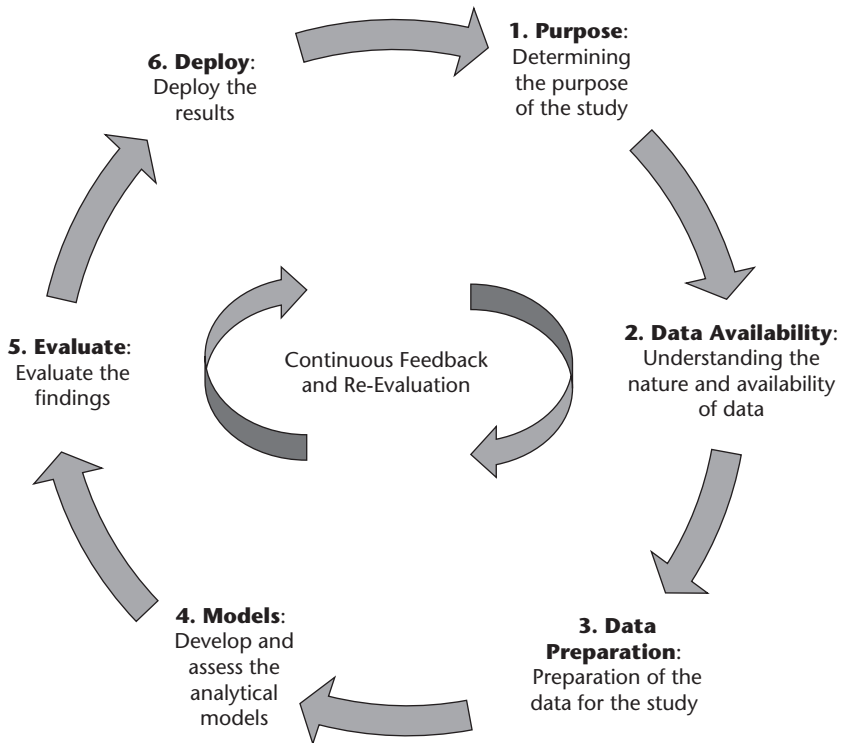 1. Purpose:
Determining
the purpose
of the study
2. Data Availability:
Understanding the
nature and availability
of data
3. Data
Preparation:
Preparation of the
data for the study
4. Models:
Develop and
assess the
analytical
models
5. Evaluate:
Evaluate the
findings
6. Deploy:
Deploy the
results
Continuous Feedback
and Re-Evaluation